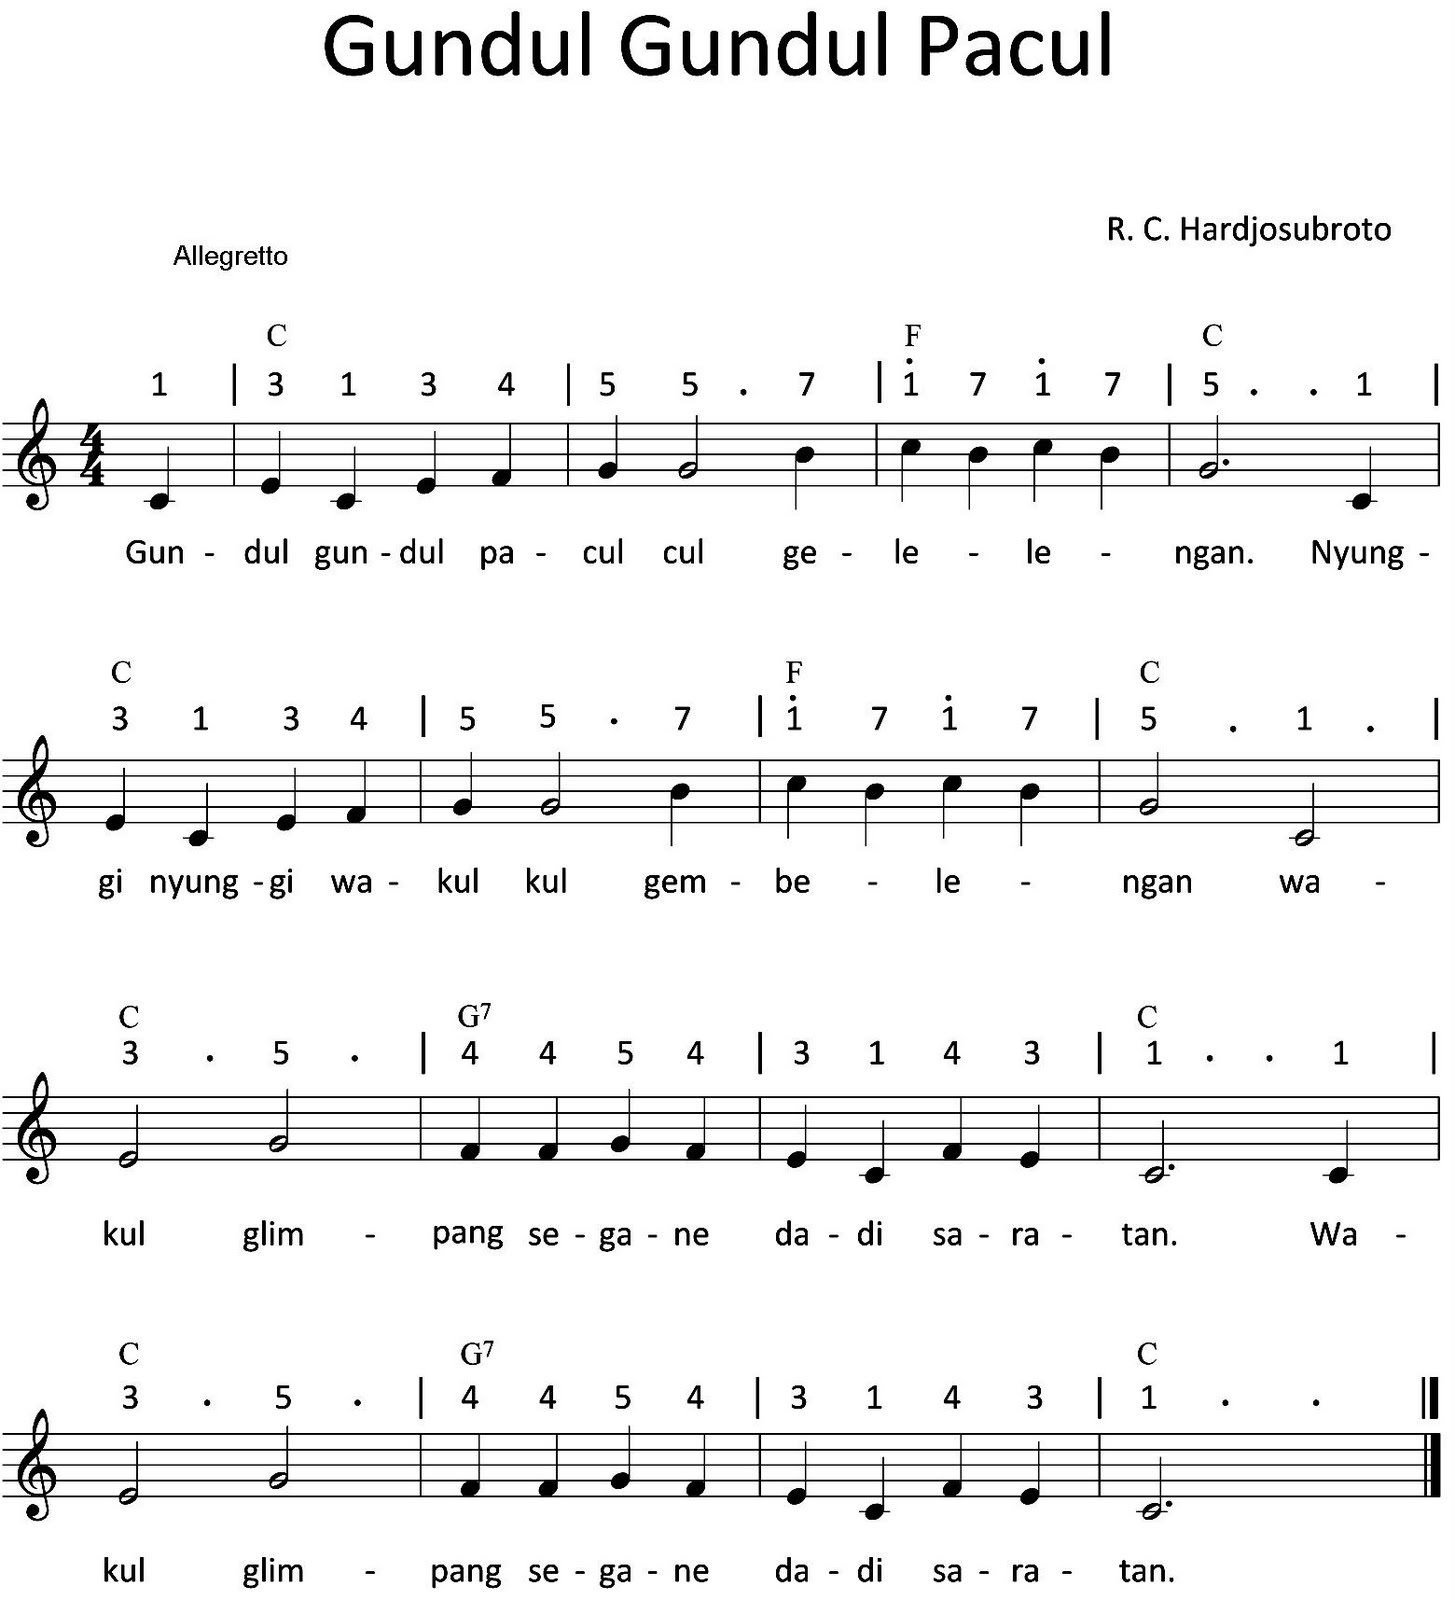 Gundul Gundul Pacul
R. C. Hardjosubroto
Allegretto
C F C
1 | 3 1 3 4 | 5 5 . 7 | 1̇ 7 1̇ 7 | 5 . . 1 |
4
4
Gun - dul gun - dul pa - cul cul ge - le - le - ngan. Nyung -
C F C
3 1 3 4 | 5 5 . 7 | 1̇ 7 1̇ 7 | 5 . 1 . |
gi nyung - gi wa - kul kul gem - be - le - ngan wa -
C G7 C
3 . 5 . | 4 4 5 4 | 3 1 4 3 | 1 . . 1 |
kul glim - pang se - ga - ne da - di sa - ra - tan. Wa -
C G7 C
3 . 5 . | 4 4 5 4 | 3 1 4 3 | 1 . . ‖
kul glim - pang se - ga - ne da - di sa - ra - tan.